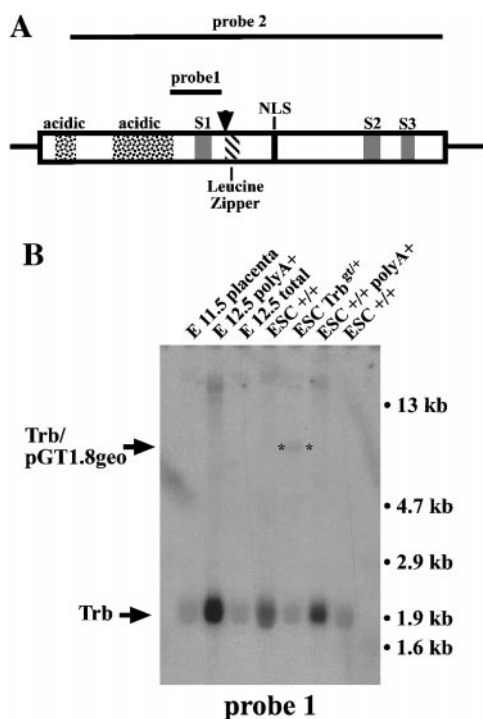 A
probe 2
probe1
NLS
acidic
acidic
S1
S2
S3
Leucine
Zipper
B
E 11.5 placenta
E 12.5 polyA+
E 12.5 total
ESC +/+
ESC Trb gt/+
ESC +/+ polyA+
ESC +/+
• 13 kb
Trb/
pGT1.8geo
* *
• 4.7 kb
• 2.9 kb
Trb
• 1.9 kb
• 1.6 kb
probe 1